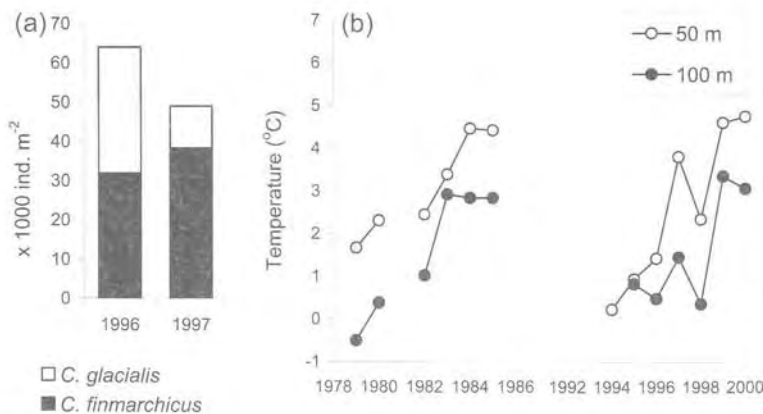 (a)
70
60
50
40
30
20
10
0
x 1000 ind. m⁻²
1996 1997
C. glacialis
C. finmarchicus
(b)
7
6
5
4
3
2
1
0
-1
Temperature (°C)
50 m
100 m
1978 1980 1982 1984 1986 1992 1994 1996 1998 2000